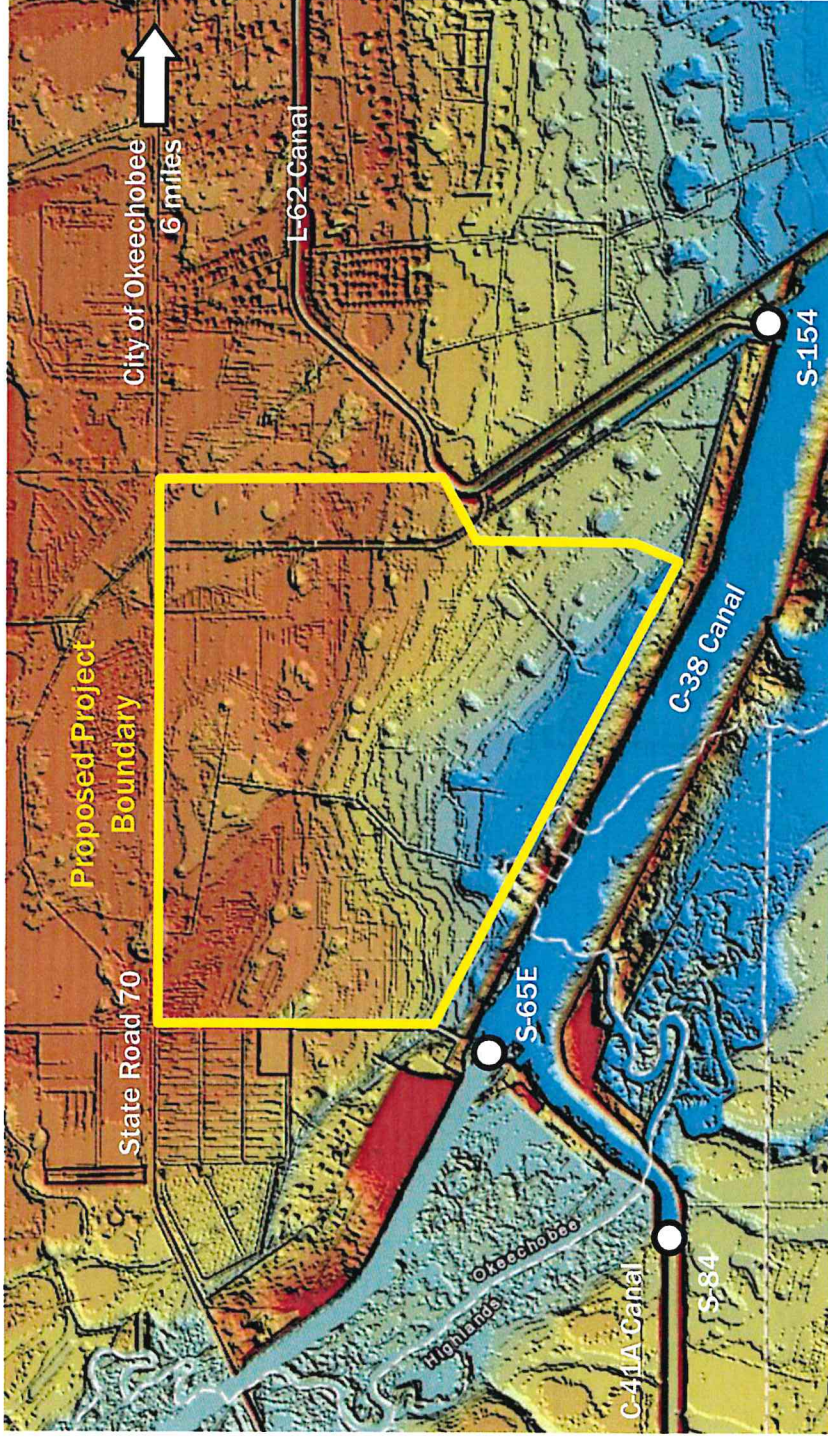 City of Okeechobee
6 miles
L-62 Canal
Proposed Project
Boundary
State Road 70
S-154
C-38 Canal
S-65E
Okeechobee
Highlands
C-41A Canal
S-84